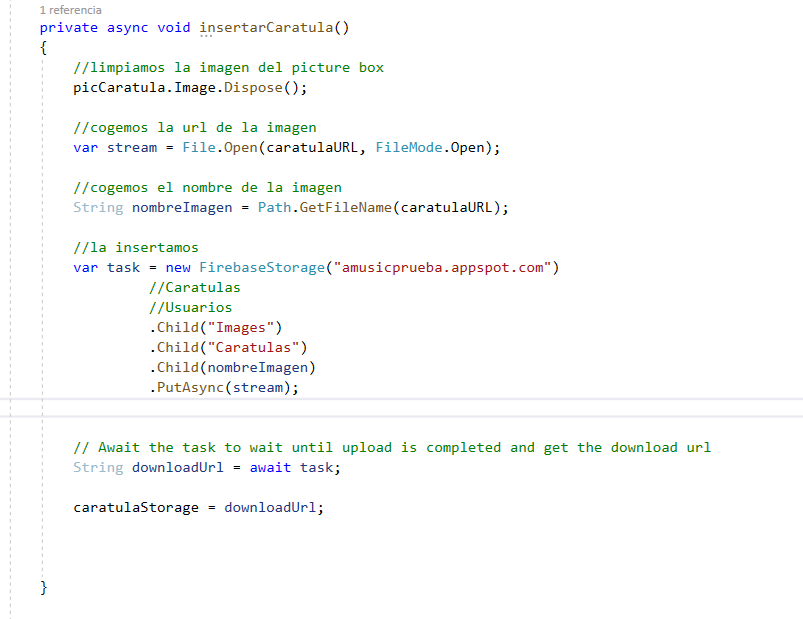 1 referencia
private async void insertarCaratula()
{
//limpiamos la imagen del picture box
picCaratula.Image.Dispose();
//cogemos la url de la imagen
var stream = File.Open(caratulaURL, FileMode.Open);
//cogemos el nombre de la imagen
String nombreImagen = Path.GetFileName(caratulaURL);
//la insertamos
var task = new FirebaseStorage("amusicprueba.appspot.com")
//Caratulas
//Usuarios
.Child("Images")
.Child("Caratulas")
.Child(nombreImagen)
.PutAsync(stream);
// Await the task to wait until upload is completed and get the download url
String downloadUrl = await task;
caratulaStorage = downloadUrl;
}